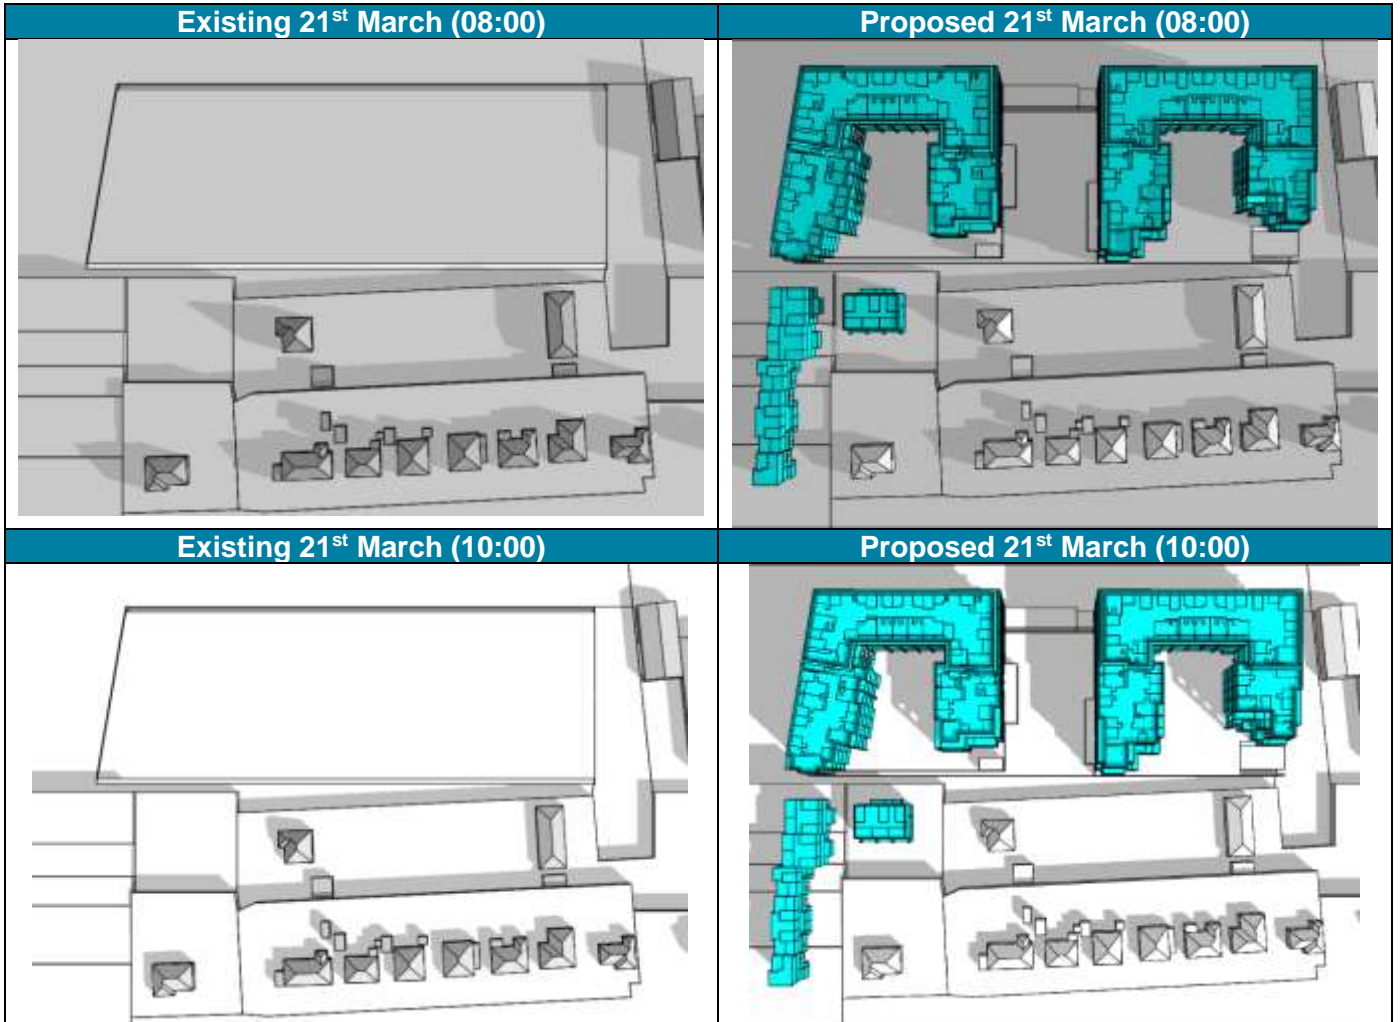 Existing 21st March (08:00)
Proposed 21st March (08:00)
Existing 21st March (10:00)
Proposed 21st March (10:00)